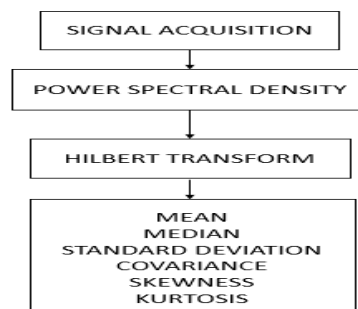 SIGNAL ACQUISITION
POWER SPECTRAL DENSITY
HILBERT TRANSFORM
MEAN
MEDIAN
STANDARD DEVIATION
COVARIANCE
SKEWNESS
KURTOSIS